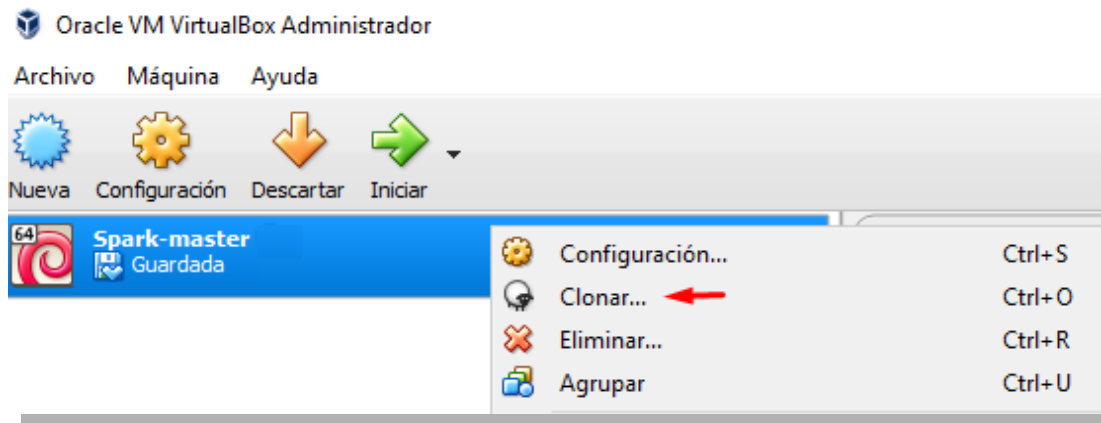 Oracle VM VirtualBox Administrador
Archivo Máquina Ayuda
Nueva Configuración Descartar Iniciar
64 Spark-master
Guardada
Configuración... Ctrl+S
Clonar... Ctrl+O
Eliminar... Ctrl+R
Agrupar Ctrl+U